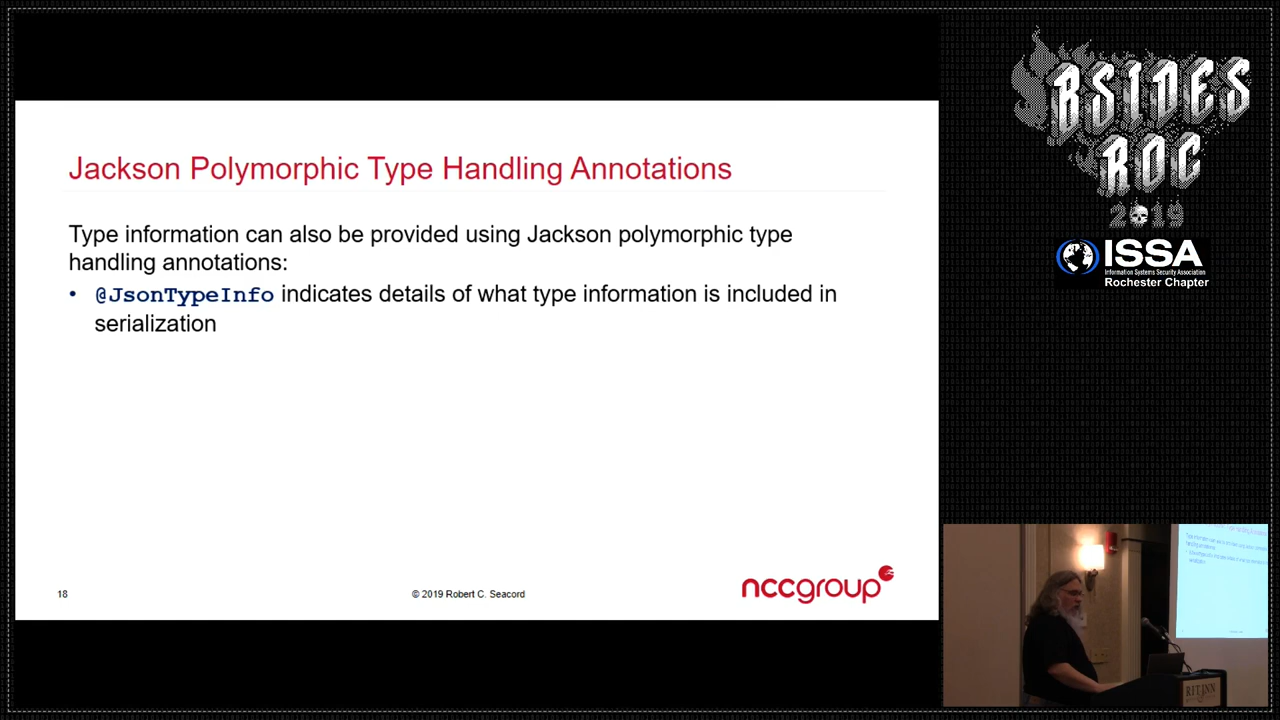 Jackson Polymorphic Type Handling Annotations
Type information can also be provided using Jackson polymorphic type
handling annotations:
• @JsonTypeInfo indicates details of what type information is included in
serialization
18
© 2019 Robert C. Seacord
nccgroup
BSIDES
ROC
2019
ISSA
Information Systems Security Association
Rochester Chapter
RIT INN